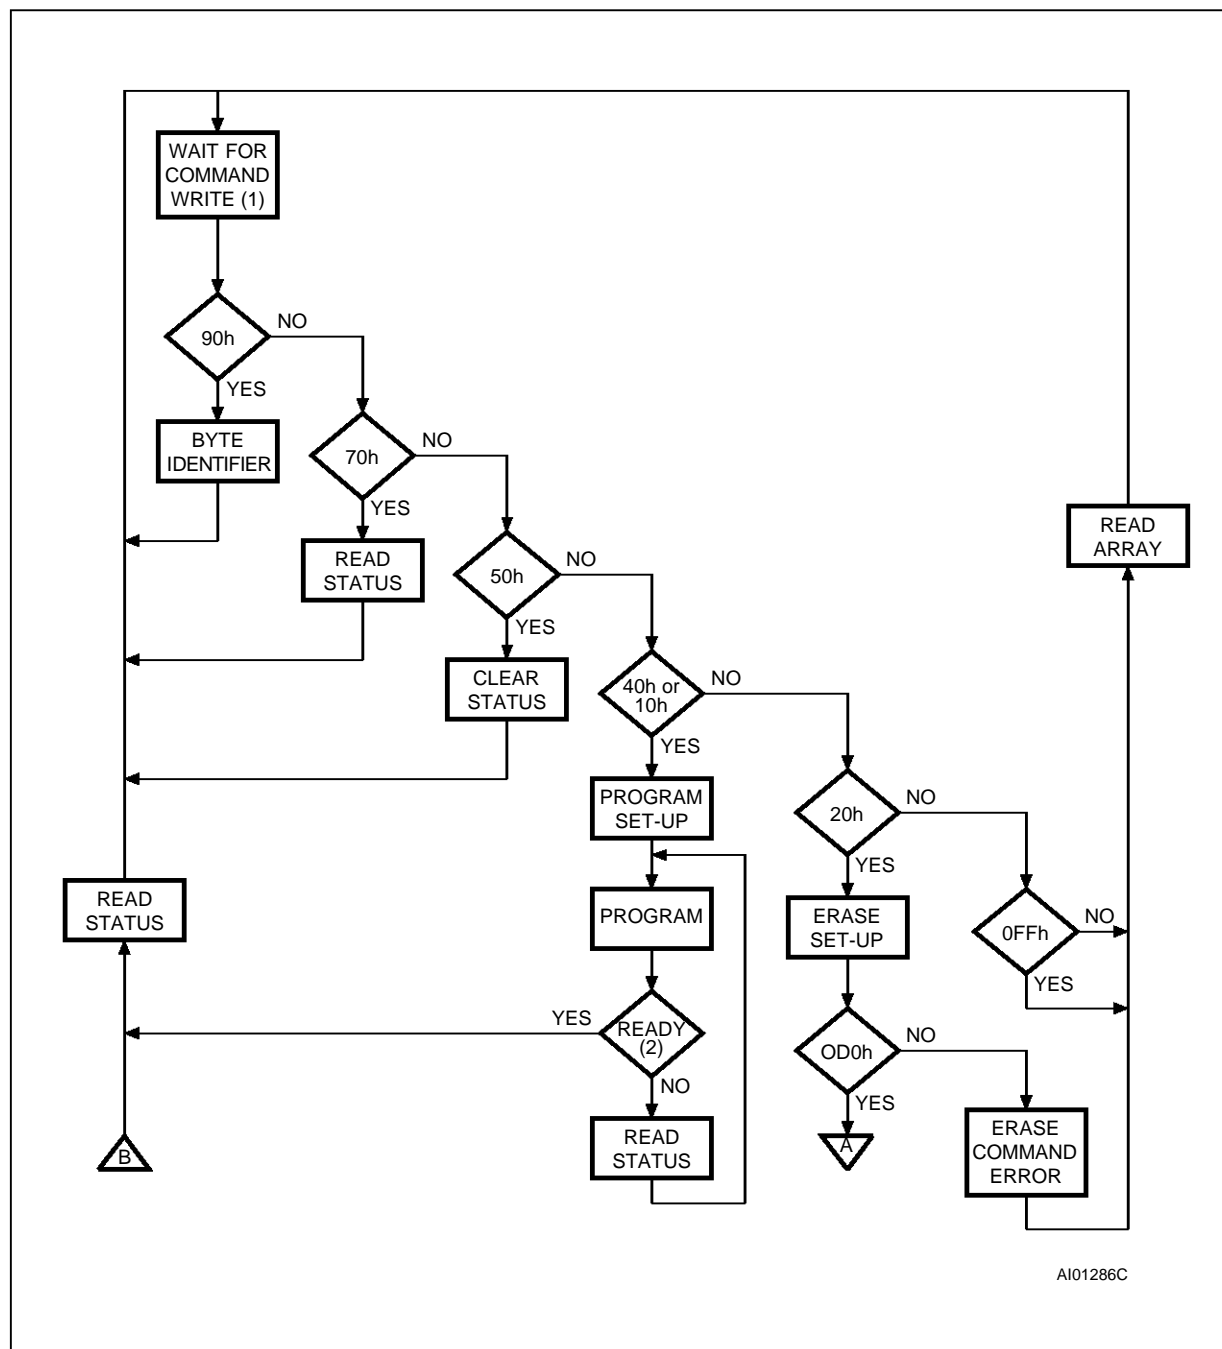 WAIT FOR
COMMAND
WRITE (1)
90h
NO
YES
BYTE
IDENTIFIER
70h
NO
YES
READ
STATUS
50h
NO
YES
CLEAR
STATUS
READ
ARRAY
40h or
10h
NO
YES
PROGRAM
SET-UP
20h
NO
YES
READ
STATUS
PROGRAM
ERASE
SET-UP
0FFh
NO
YES
YES
READY
(2)
NO
OD0h
NO
YES
B
READ
STATUS
A
ERASE
COMMAND
ERROR
AI01286C